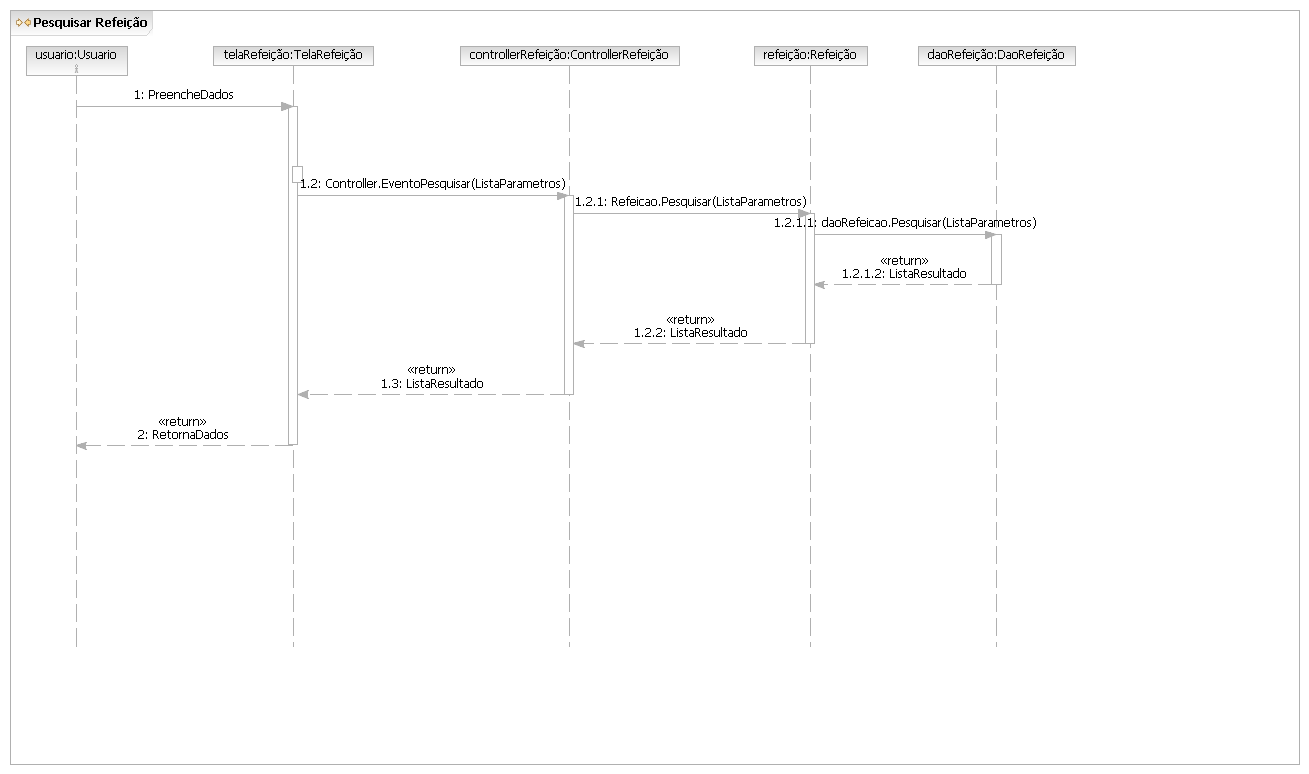 Pesquisar Refeição
usuario:Usuario
telaRefeição:TelaRefeição
controllerRefeição:ControllerRefeição
refeição:Refeição
daoRefeição:DaoRefeição
1: PreencheDados
1.2: Controller.EventoPesquisar(ListaParametros)
1.2.1: Refeicao.Pesquisar(ListaParametros)
1.2.1.1: daoRefeicao.Pesquisar(ListaParametros)
«return»
1.2.1.2: ListaResultado
«return»
1.2.2: ListaResultado
«return»
1.3: ListaResultado
«return»
2: RetornaDados